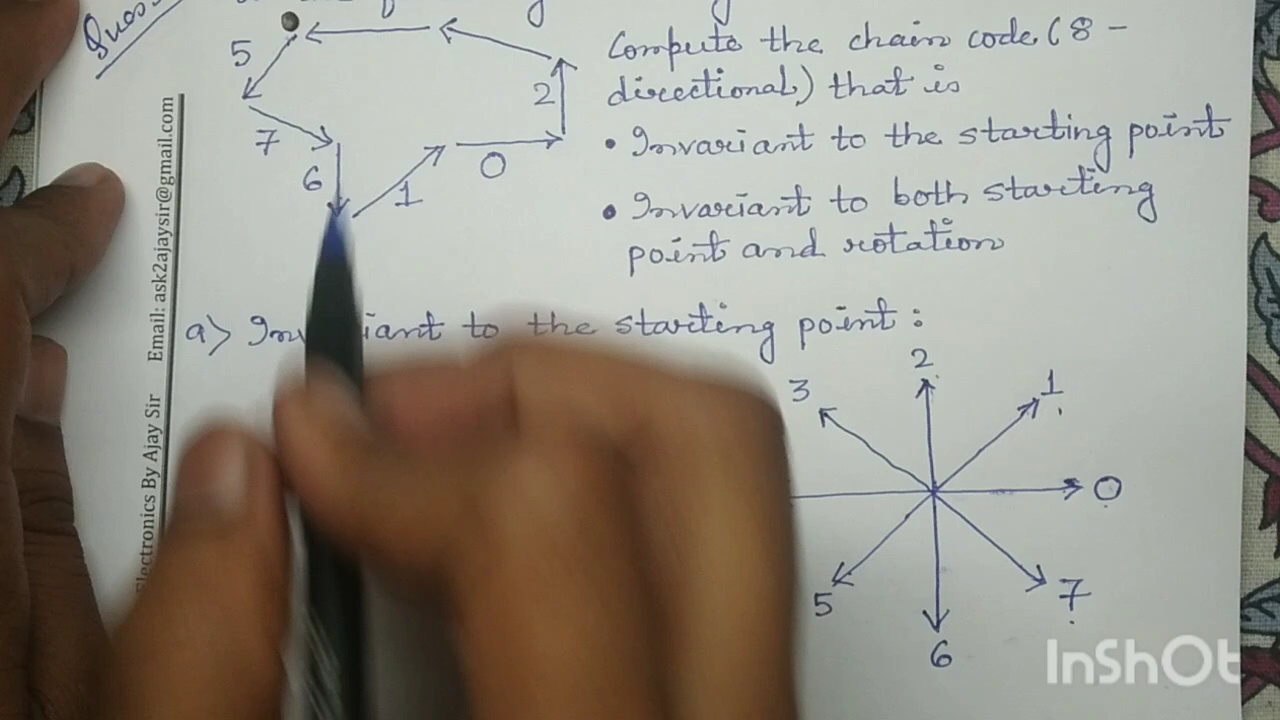 5
7
6
1
0
2
Compute the chain code (8 -
directional) that is
• Invariant to the starting point
• Invariant to both starting
point and rotation
a) to the starting point :
2
3
1
0
5
7
6
Electronics By Ajay Sir Email: ask2ajaysir@gmail.com
InShOt